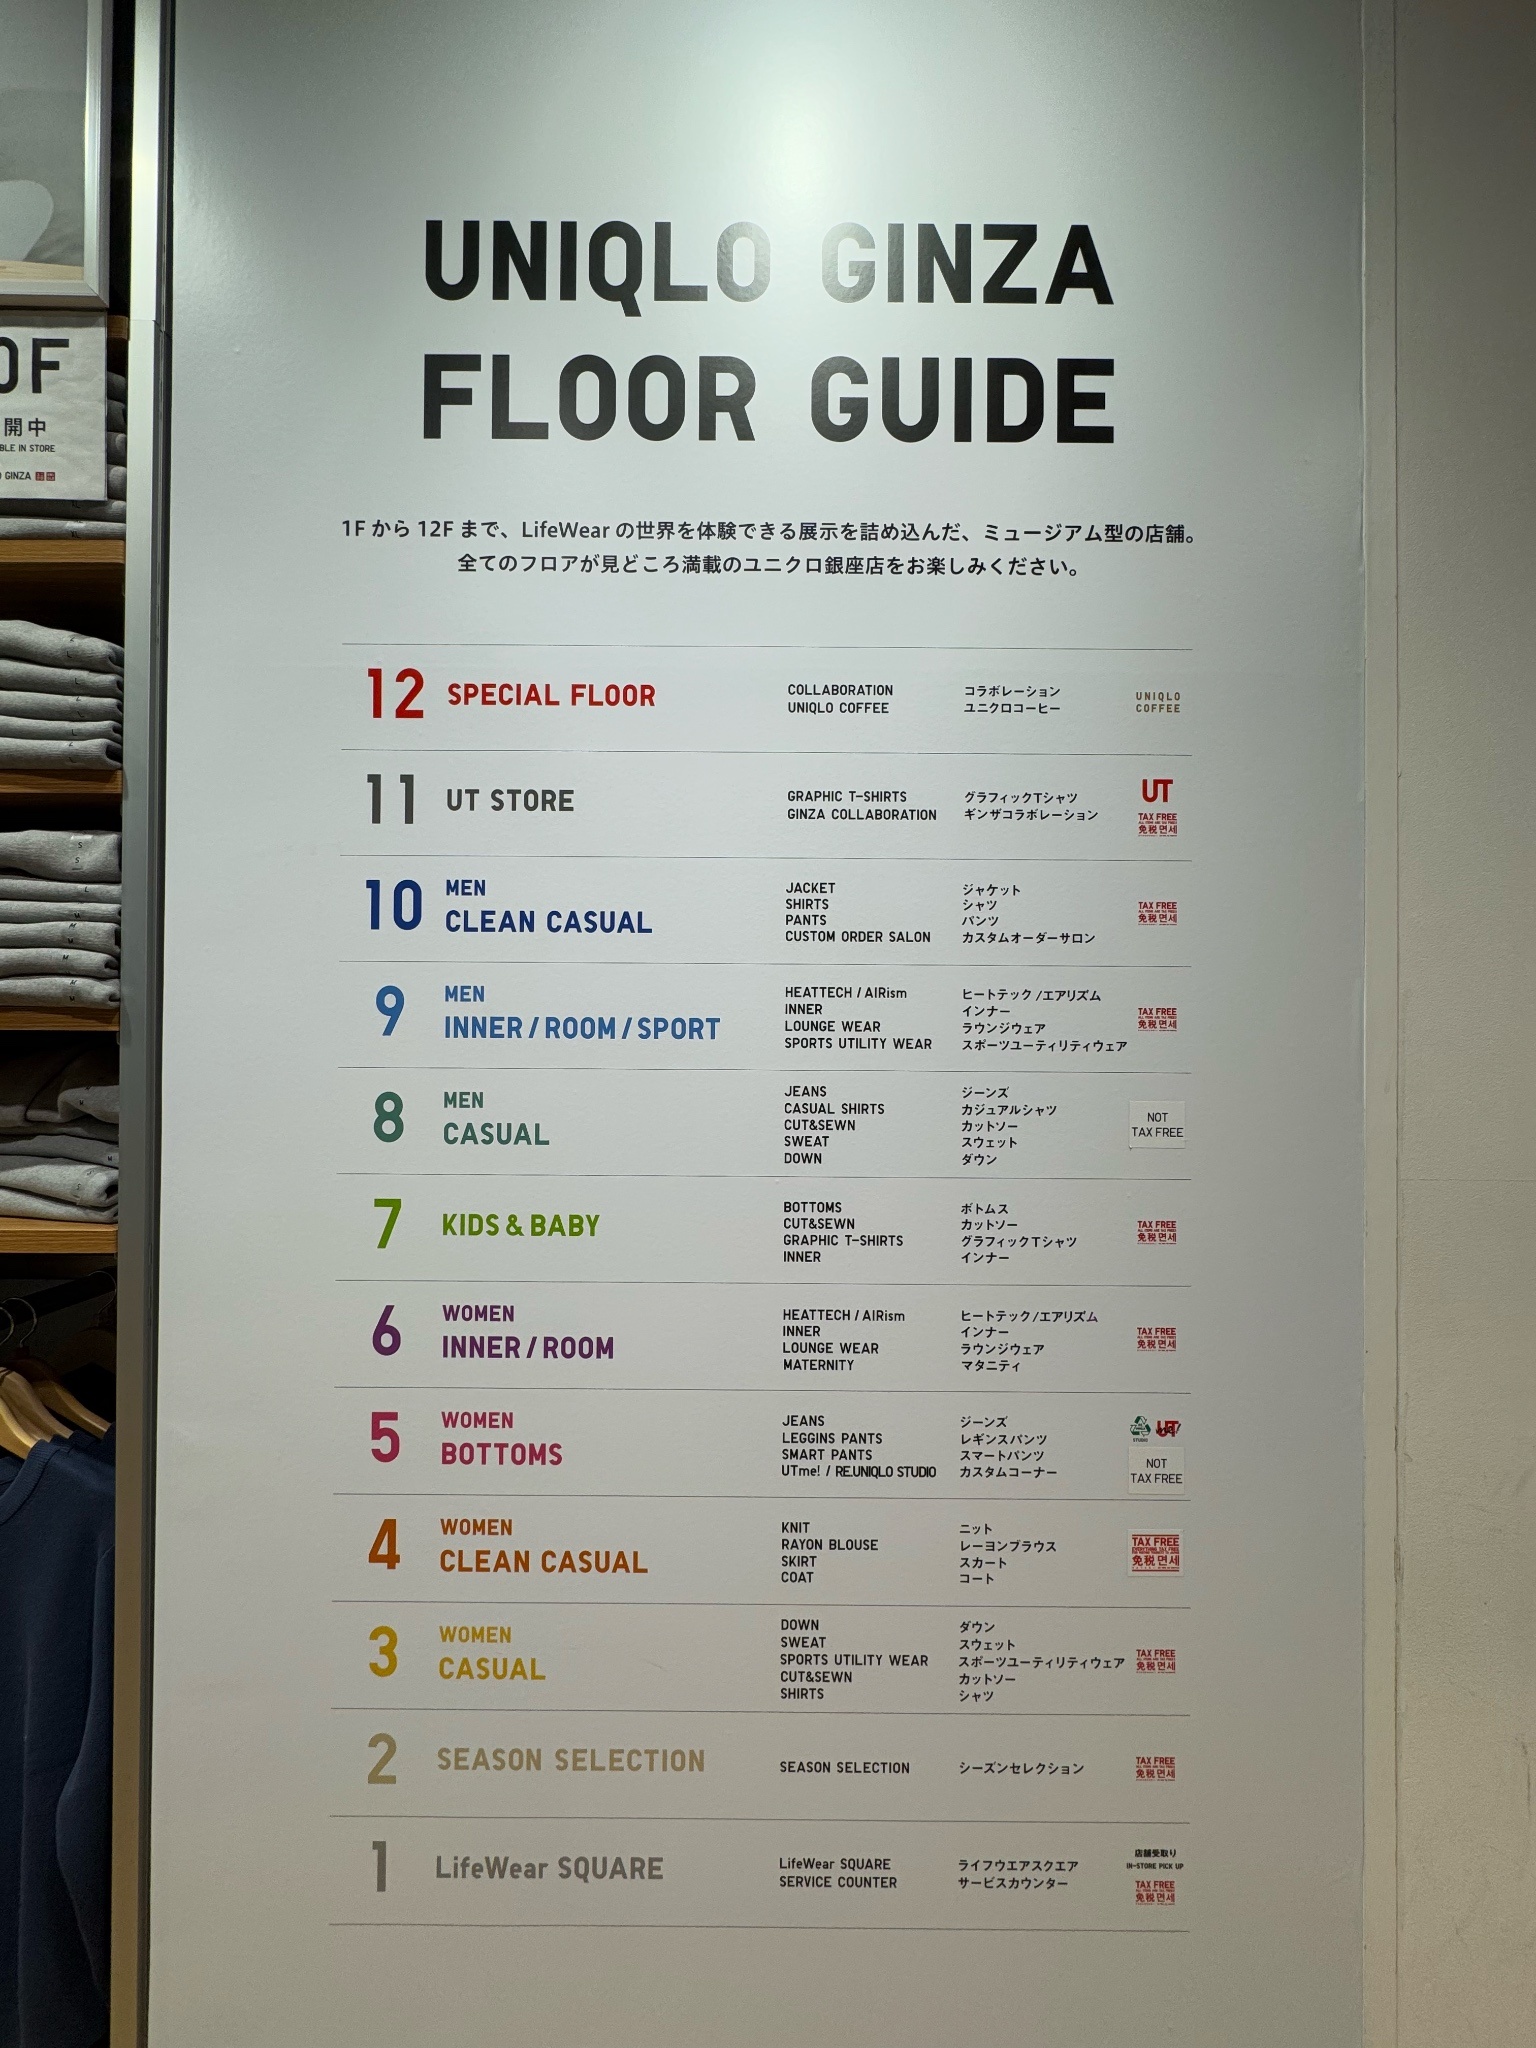 OF
開中
BLE IN STORE
GINZA
UNIQLO GINZA
FLOOR GUIDE
1F から 12F まで、LifeWear の世界を体験できる展示を詰め込んだ、ミュージアム型の店舗。
全てのフロアが見どころ満載のユニクロ銀座店をお楽しみください。
12 SPECIAL FLOOR
COLLABORATION コラボレーション
UNIQLO COFFEE ユニクロコーヒー
UNIQLO
COFFEE
11 UT STORE
GRAPHIC T-SHIRTS グラフィックTシャツ
GINZA COLLABORATION ギンザコラボレーション
UT
TAX FREE
免税면세
10 MEN
CLEAN CASUAL
JACKET ジャケット
SHIRTS シャツ
PANTS パンツ
CUSTOM ORDER SALON カスタムオーダーサロン
TAX FREE
免税면세
9 MEN
INNER / ROOM / SPORT
HEATTECH / AIRism ヒートテック /エアリズム
INNER インナー
LOUNGE WEAR ラウンジウェア
SPORTS UTILITY WEAR スポーツユーティリティウェア
TAX FREE
免税면세
8 MEN
CASUAL
JEANS ジーンズ
CASUAL SHIRTS カジュアルシャツ
CUT&SEWN カットソー
SWEAT スウェット
DOWN ダウン
NOT
TAX FREE
7 KIDS & BABY
BOTTOMS ボトムス
CUT&SEWN カットソー
GRAPHIC T-SHIRTS グラフィックTシャツ
INNER インナー
TAX FREE
免税면세
6 WOMEN
INNER / ROOM
HEATTECH / AIRism ヒートテック/エアリズム
INNER インナー
LOUNGE WEAR ラウンジウェア
MATERNITY マタニティ
TAX FREE
免税면세
5 WOMEN
BOTTOMS
JEANS ジーンズ
LEGGINS PANTS レギンスパンツ
SMART PANTS スマートパンツ
UTme! / RE.UNIQLO STUDIO カスタムコーナー
STUDIO
NOT
TAX FREE
4 WOMEN
CLEAN CASUAL
KNIT ニット
RAYON BLOUSE レーヨンブラウス
SKIRT スカート
COAT コート
TAX FREE
免税면세
3 WOMEN
CASUAL
DOWN ダウン
SWEAT スウェット
SPORTS UTILITY WEAR スポーツユーティリティウェア
CUT&SEWN カットソー
SHIRTS シャツ
TAX FREE
免税면세
2 SEASON SELECTION
SEASON SELECTION シーズンセレクション
TAX FREE
免税면세
1 LifeWear SQUARE
LifeWear SQUARE ライフウエアスクエア
SERVICE COUNTER サービスカウンター
店舗受取り
IN-STORE PICK UP
TAX FREE
免税면세